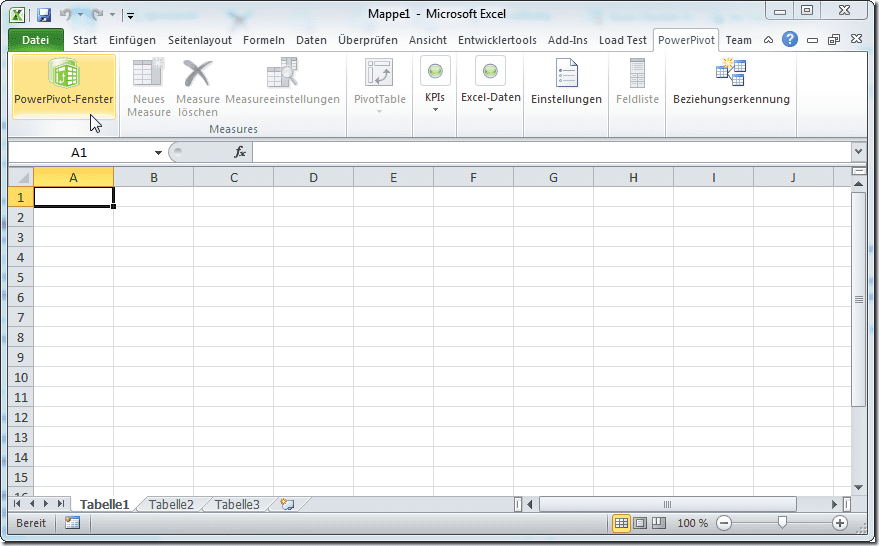 Mappe1 - Microsoft Excel
Datei Start Einfügen Seitenlayout Formeln Daten Überprüfen Ansicht Entwicklertools Add-Ins Load Test PowerPivot Team
PowerPivot-Fenster Neues Measure Measure löschen Measureeinstellungen PivotTable KPIs Excel-Daten Einstellungen Feldliste Beziehungserkennung
Measures
A1 fx
A B C D E F G H I J
1
2
3
4
5
6
7
8
9
10
11
12
13
14
15
16
Tabelle1 Tabelle2 Tabelle3
Bereit 100 %